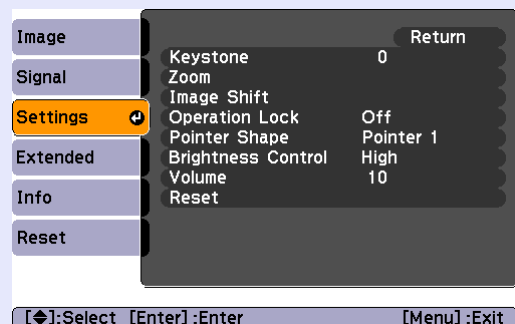 Image
Signal
Settings
Extended
Info
Reset
Return
Keystone 0
Zoom
Image Shift
Operation Lock Off
Pointer Shape Pointer 1
Brightness Control High
Volume 10
Reset
[◆]:Select [Enter]:Enter [Menu]:Exit